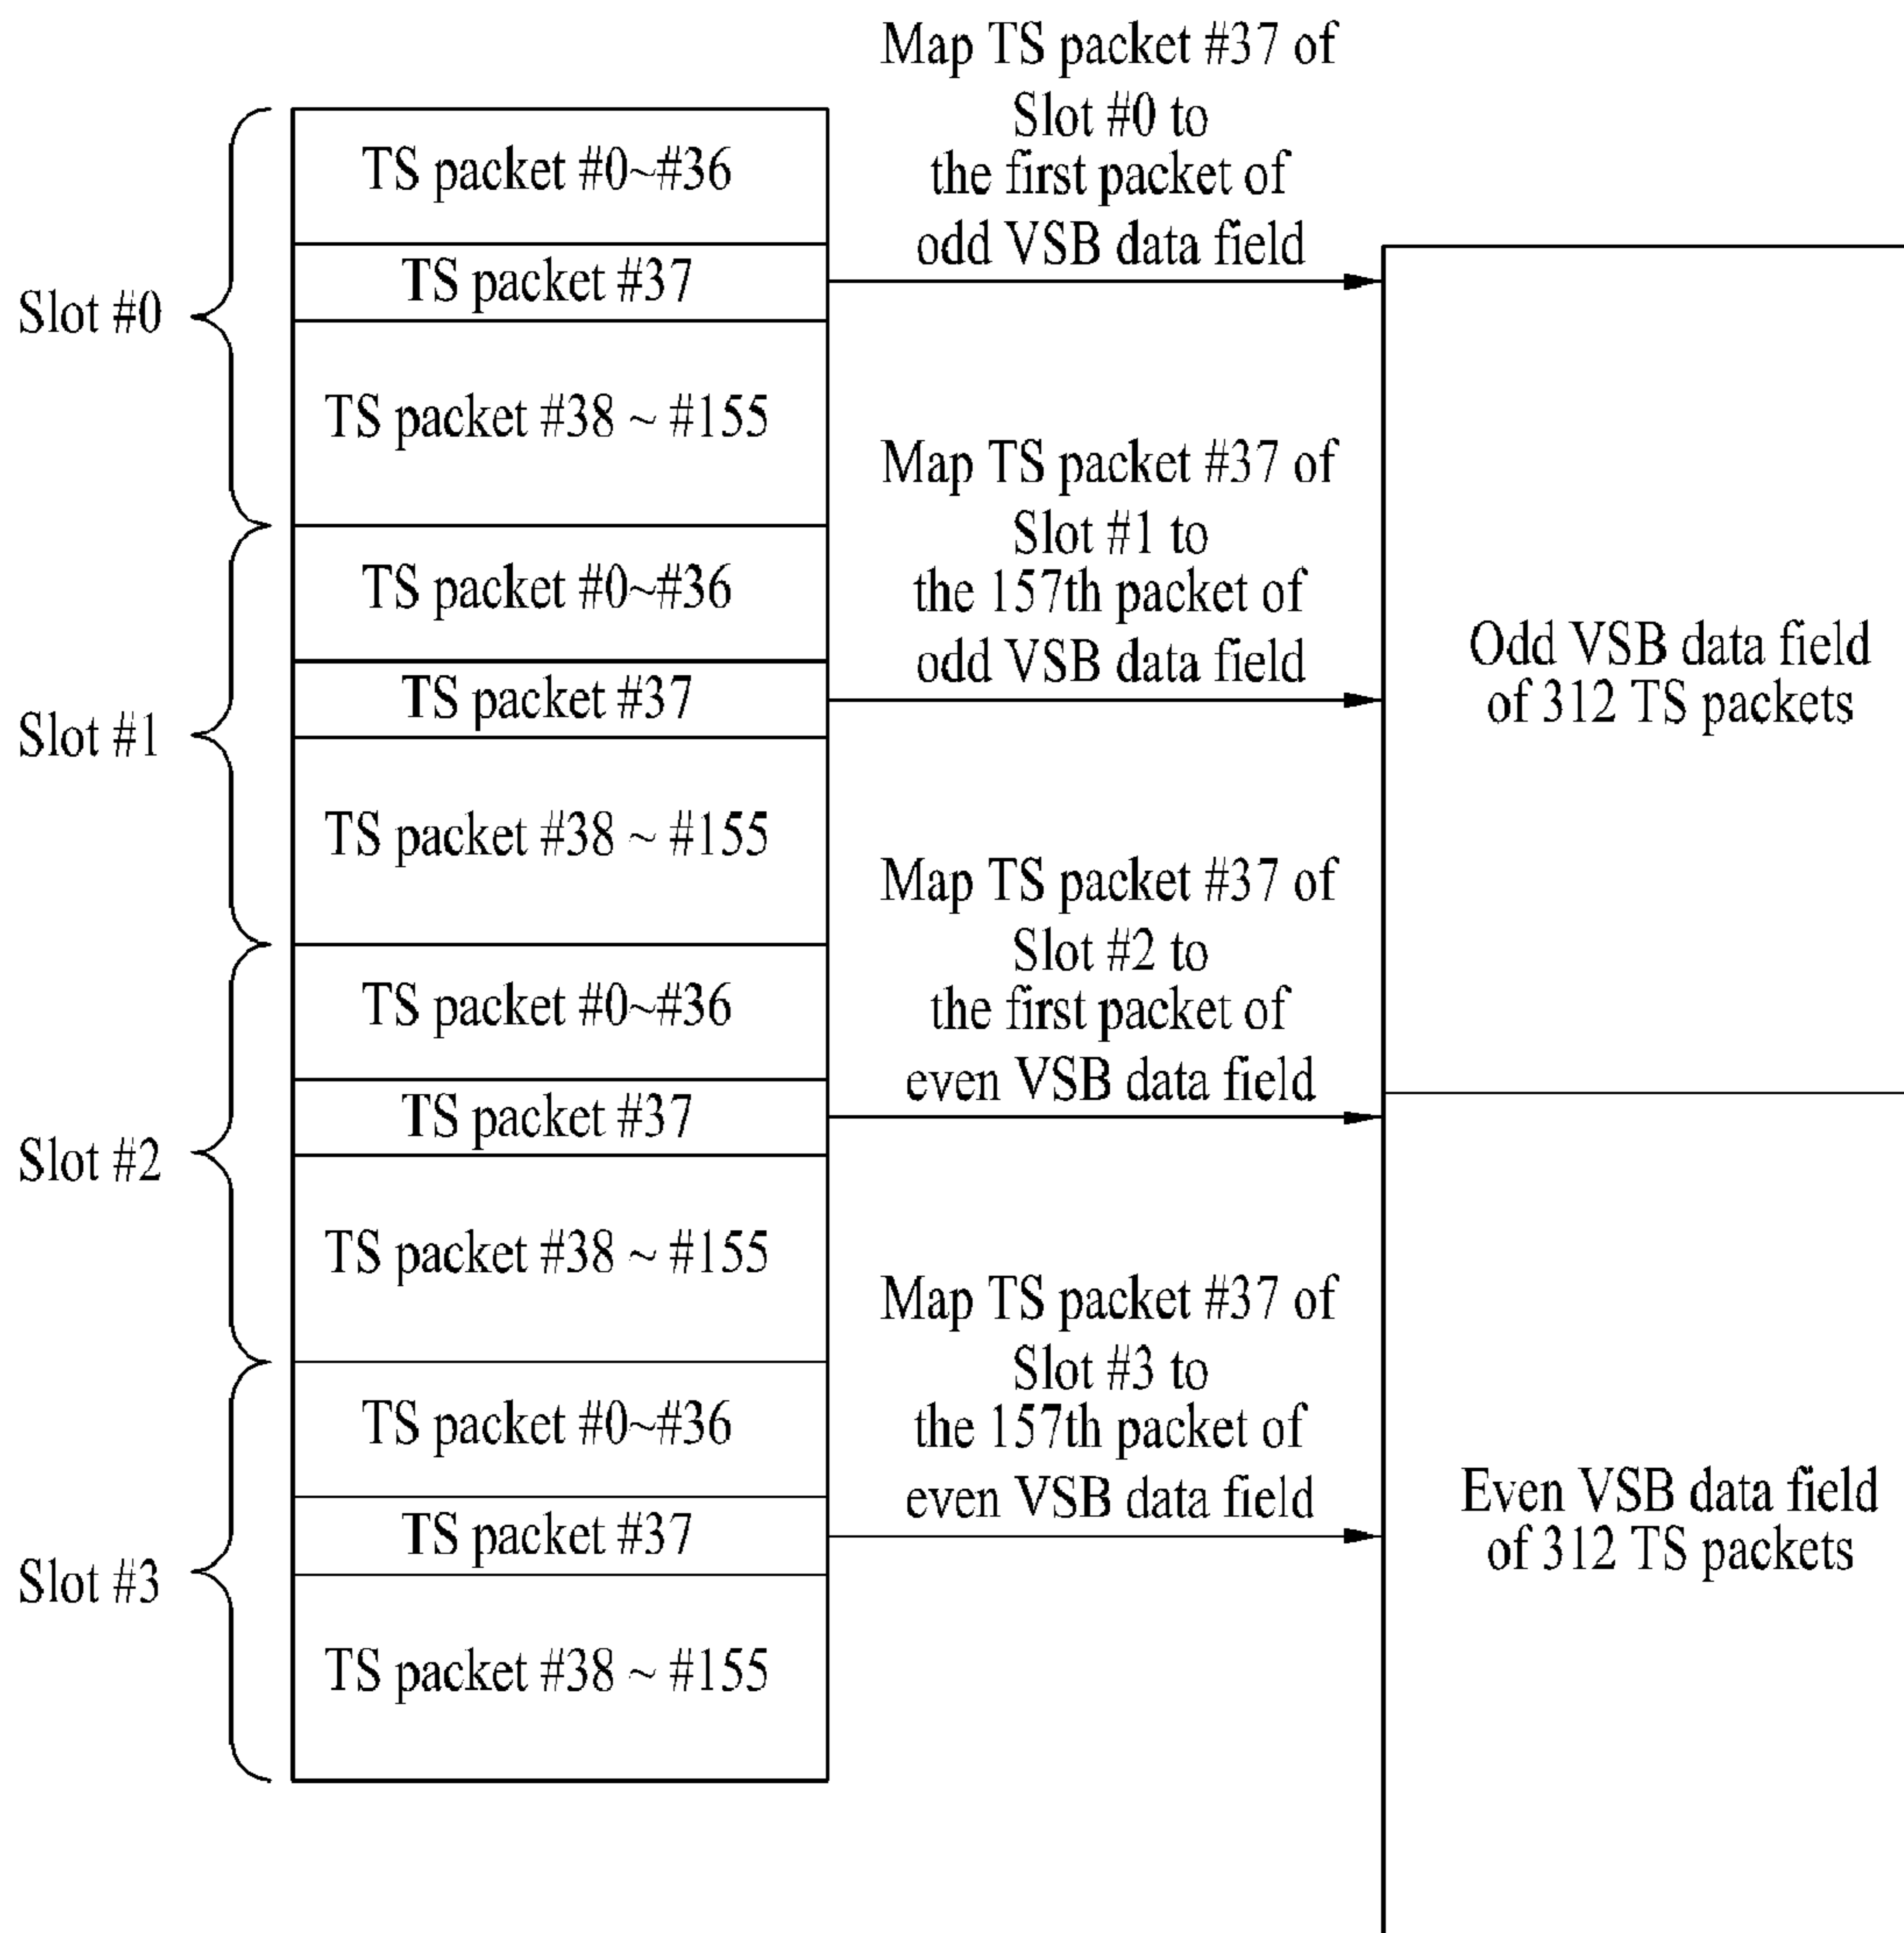 Map TS packet #37 of
Slot #0 to
the first packet of
odd VSB data field
TS packet #0~#36
TS packet #37
Slot #0
TS packet #38 ~ #155
Map TS packet #37 of
Slot #1 to
the 157th packet of
odd VSB data field
TS packet #0~#36
TS packet #37
Slot #1
TS packet #38 ~ #155
Odd VSB data field
of 312 TS packets
Map TS packet #37 of
Slot #2 to
the first packet of
even VSB data field
TS packet #0~#36
TS packet #37
Slot #2
TS packet #38 ~ #155
Map TS packet #37 of
Slot #3 to
the 157th packet of
even VSB data field
TS packet #0~#36
TS packet #37
Slot #3
TS packet #38 ~ #155
Even VSB data field
of 312 TS packets